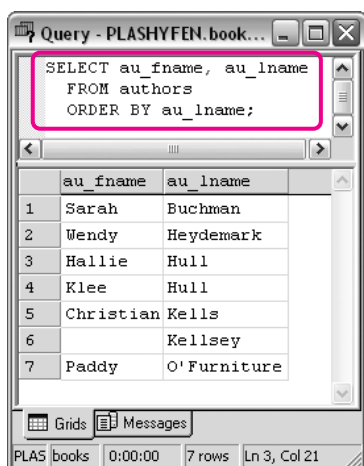 Query - PLASHYFEN.book...
SELECT au_fname, au_lname
FROM authors
ORDER BY au_lname;
au_fname au_lname
1 Sarah Buchman
2 Wendy Heydemark
3 Hallie Hull
4 Klee Hull
5 Christian Kells
6 Kellsey
7 Paddy O'Furniture
Grids Messages
PLAS books 0:00:00 7 rows Ln 3, Col 21